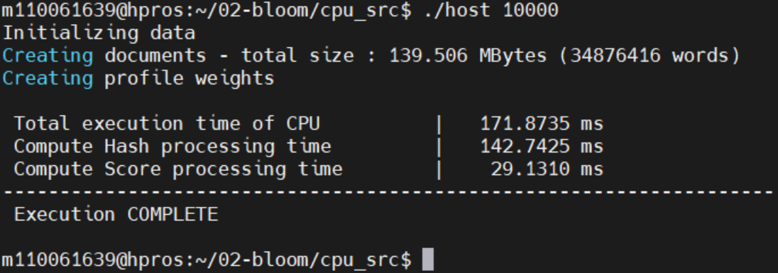 m110061639@hpros:~/02-bloom/cpu_src$ ./host 10000
Initializing data
Creating documents - total size : 139.506 MBytes (34876416 words)
Creating profile weights
Total execution time of CPU | 171.8735 ms
Compute Hash processing time | 142.7425 ms
Compute Score processing time | 29.1310 ms
--------------------------------------------------------------------
Execution COMPLETE
m110061639@hpros:~/02-bloom/cpu_src$